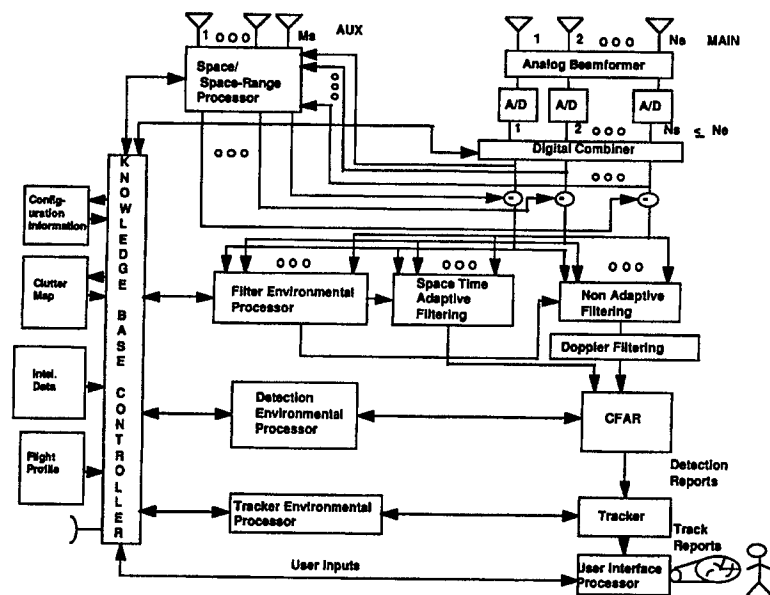 1 Ms AUX
1 2 Ns MAIN
Space/
Space-Range
Processor
Analog Beamformer
A/D A/D A/D
1 2 Ns ≤ Ne
Digital Combiner
KNOWLEDGE BASE CONTROLLER
Config-
uration
Information
Clutter
Map
Intel.
Data
Flight
Profile
Filter Environmental
Processor
Space Time
Adaptive
Filtering
Non Adaptive
Filtering
Doppler Filtering
Detection
Environmental
Processor
CFAR
Detection
Reports
Tracker Environmental
Processor
Tracker
Track
Reports
User Inputs
User Interface
Processor